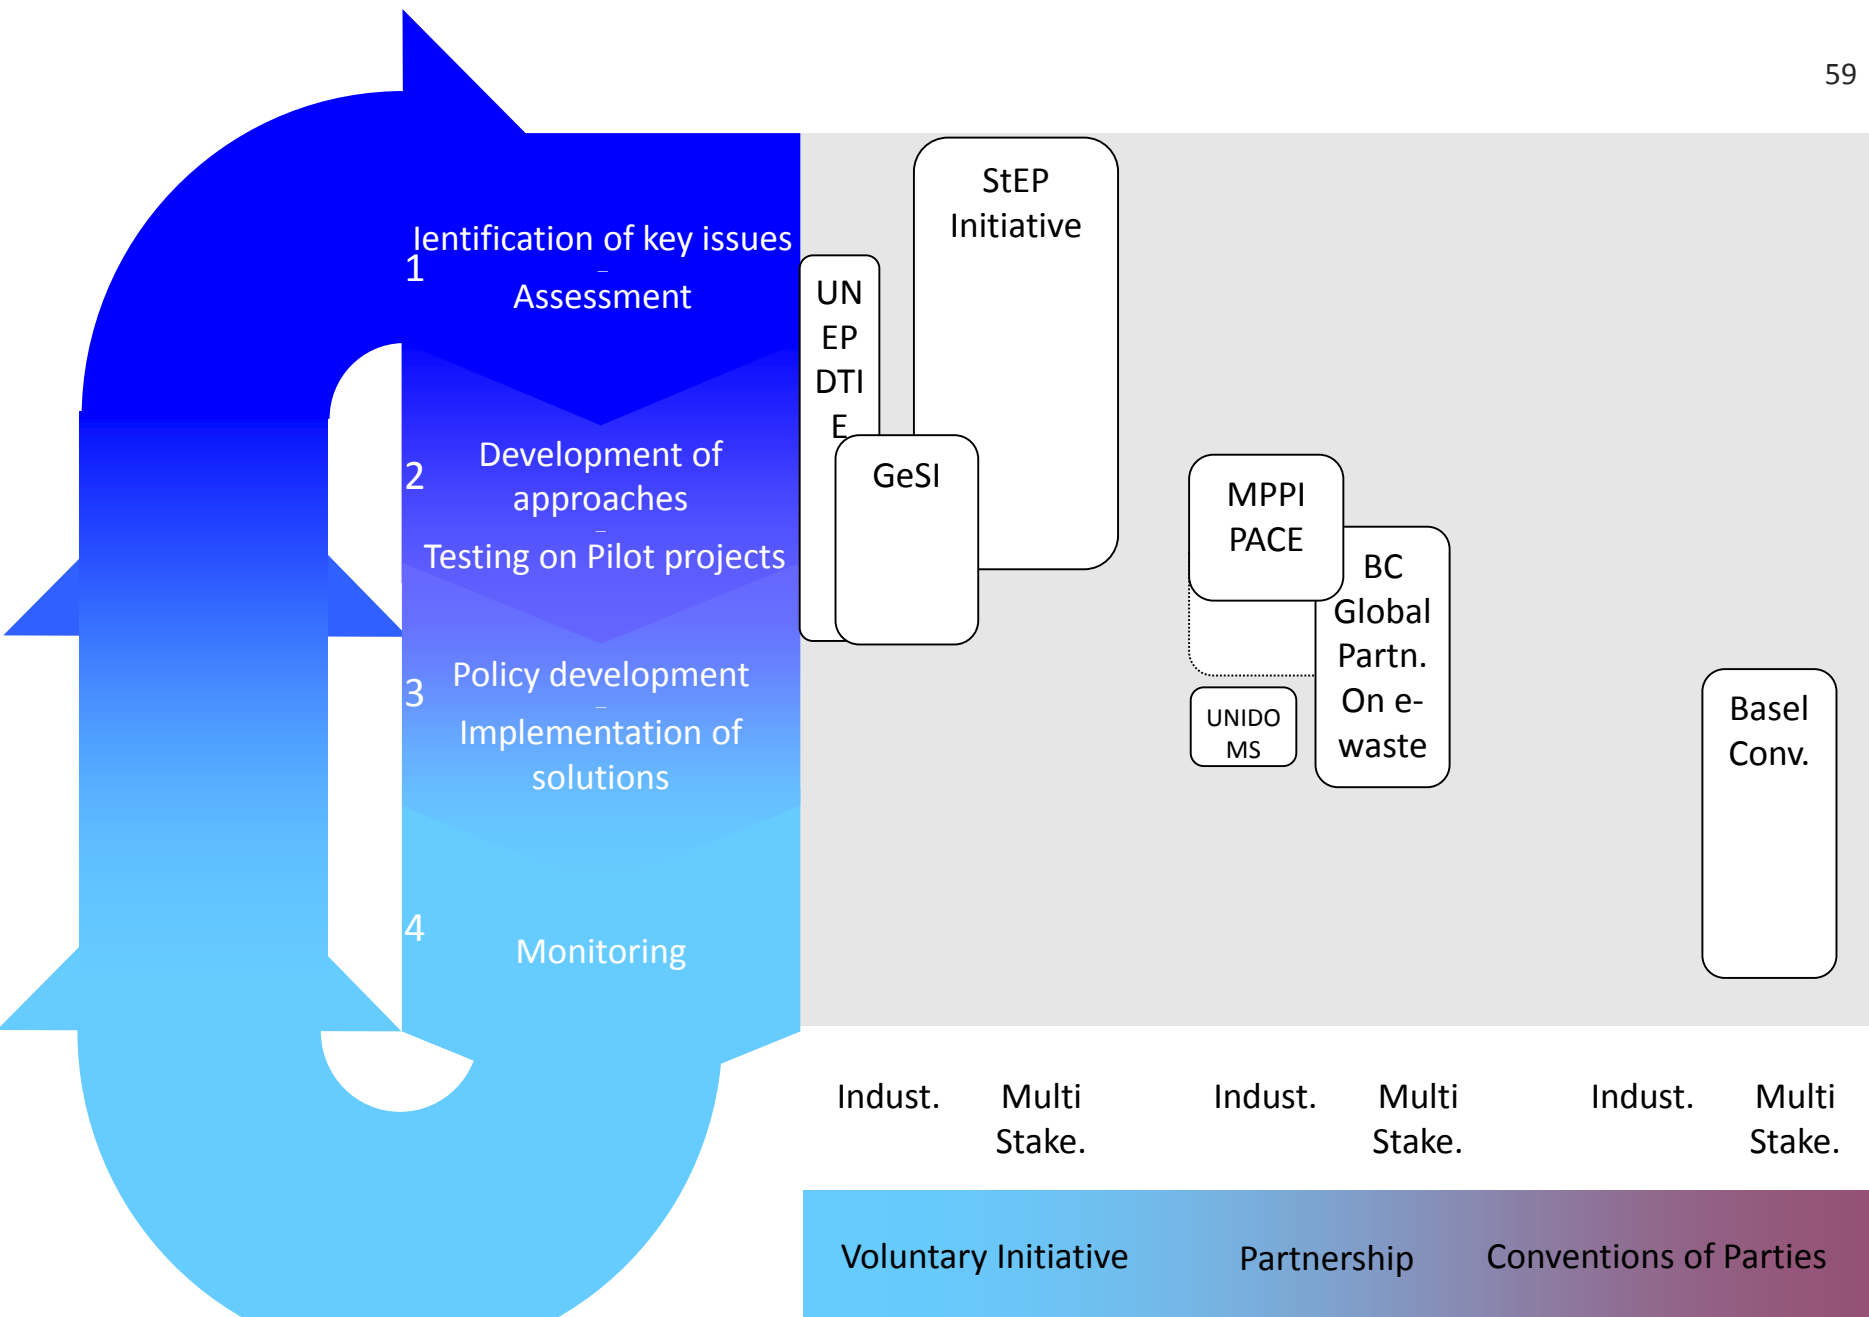 59
Ientification of key issues
–
Assessment
1
Development of
approaches
–
Testing on Pilot projects
2
Policy development
–
Implementation of
solutions
3
Monitoring
4
StEP
Initiative
UN
EP
DTI
E
GeSI
MPPI
PACE
BC
Global
Partn.
On e-
waste
UNIDO
MS
Basel
Conv.
Indust.
Multi
Stake.
Indust.
Multi
Stake.
Indust.
Multi
Stake.
Voluntary Initiative
Partnership
Conventions of Parties